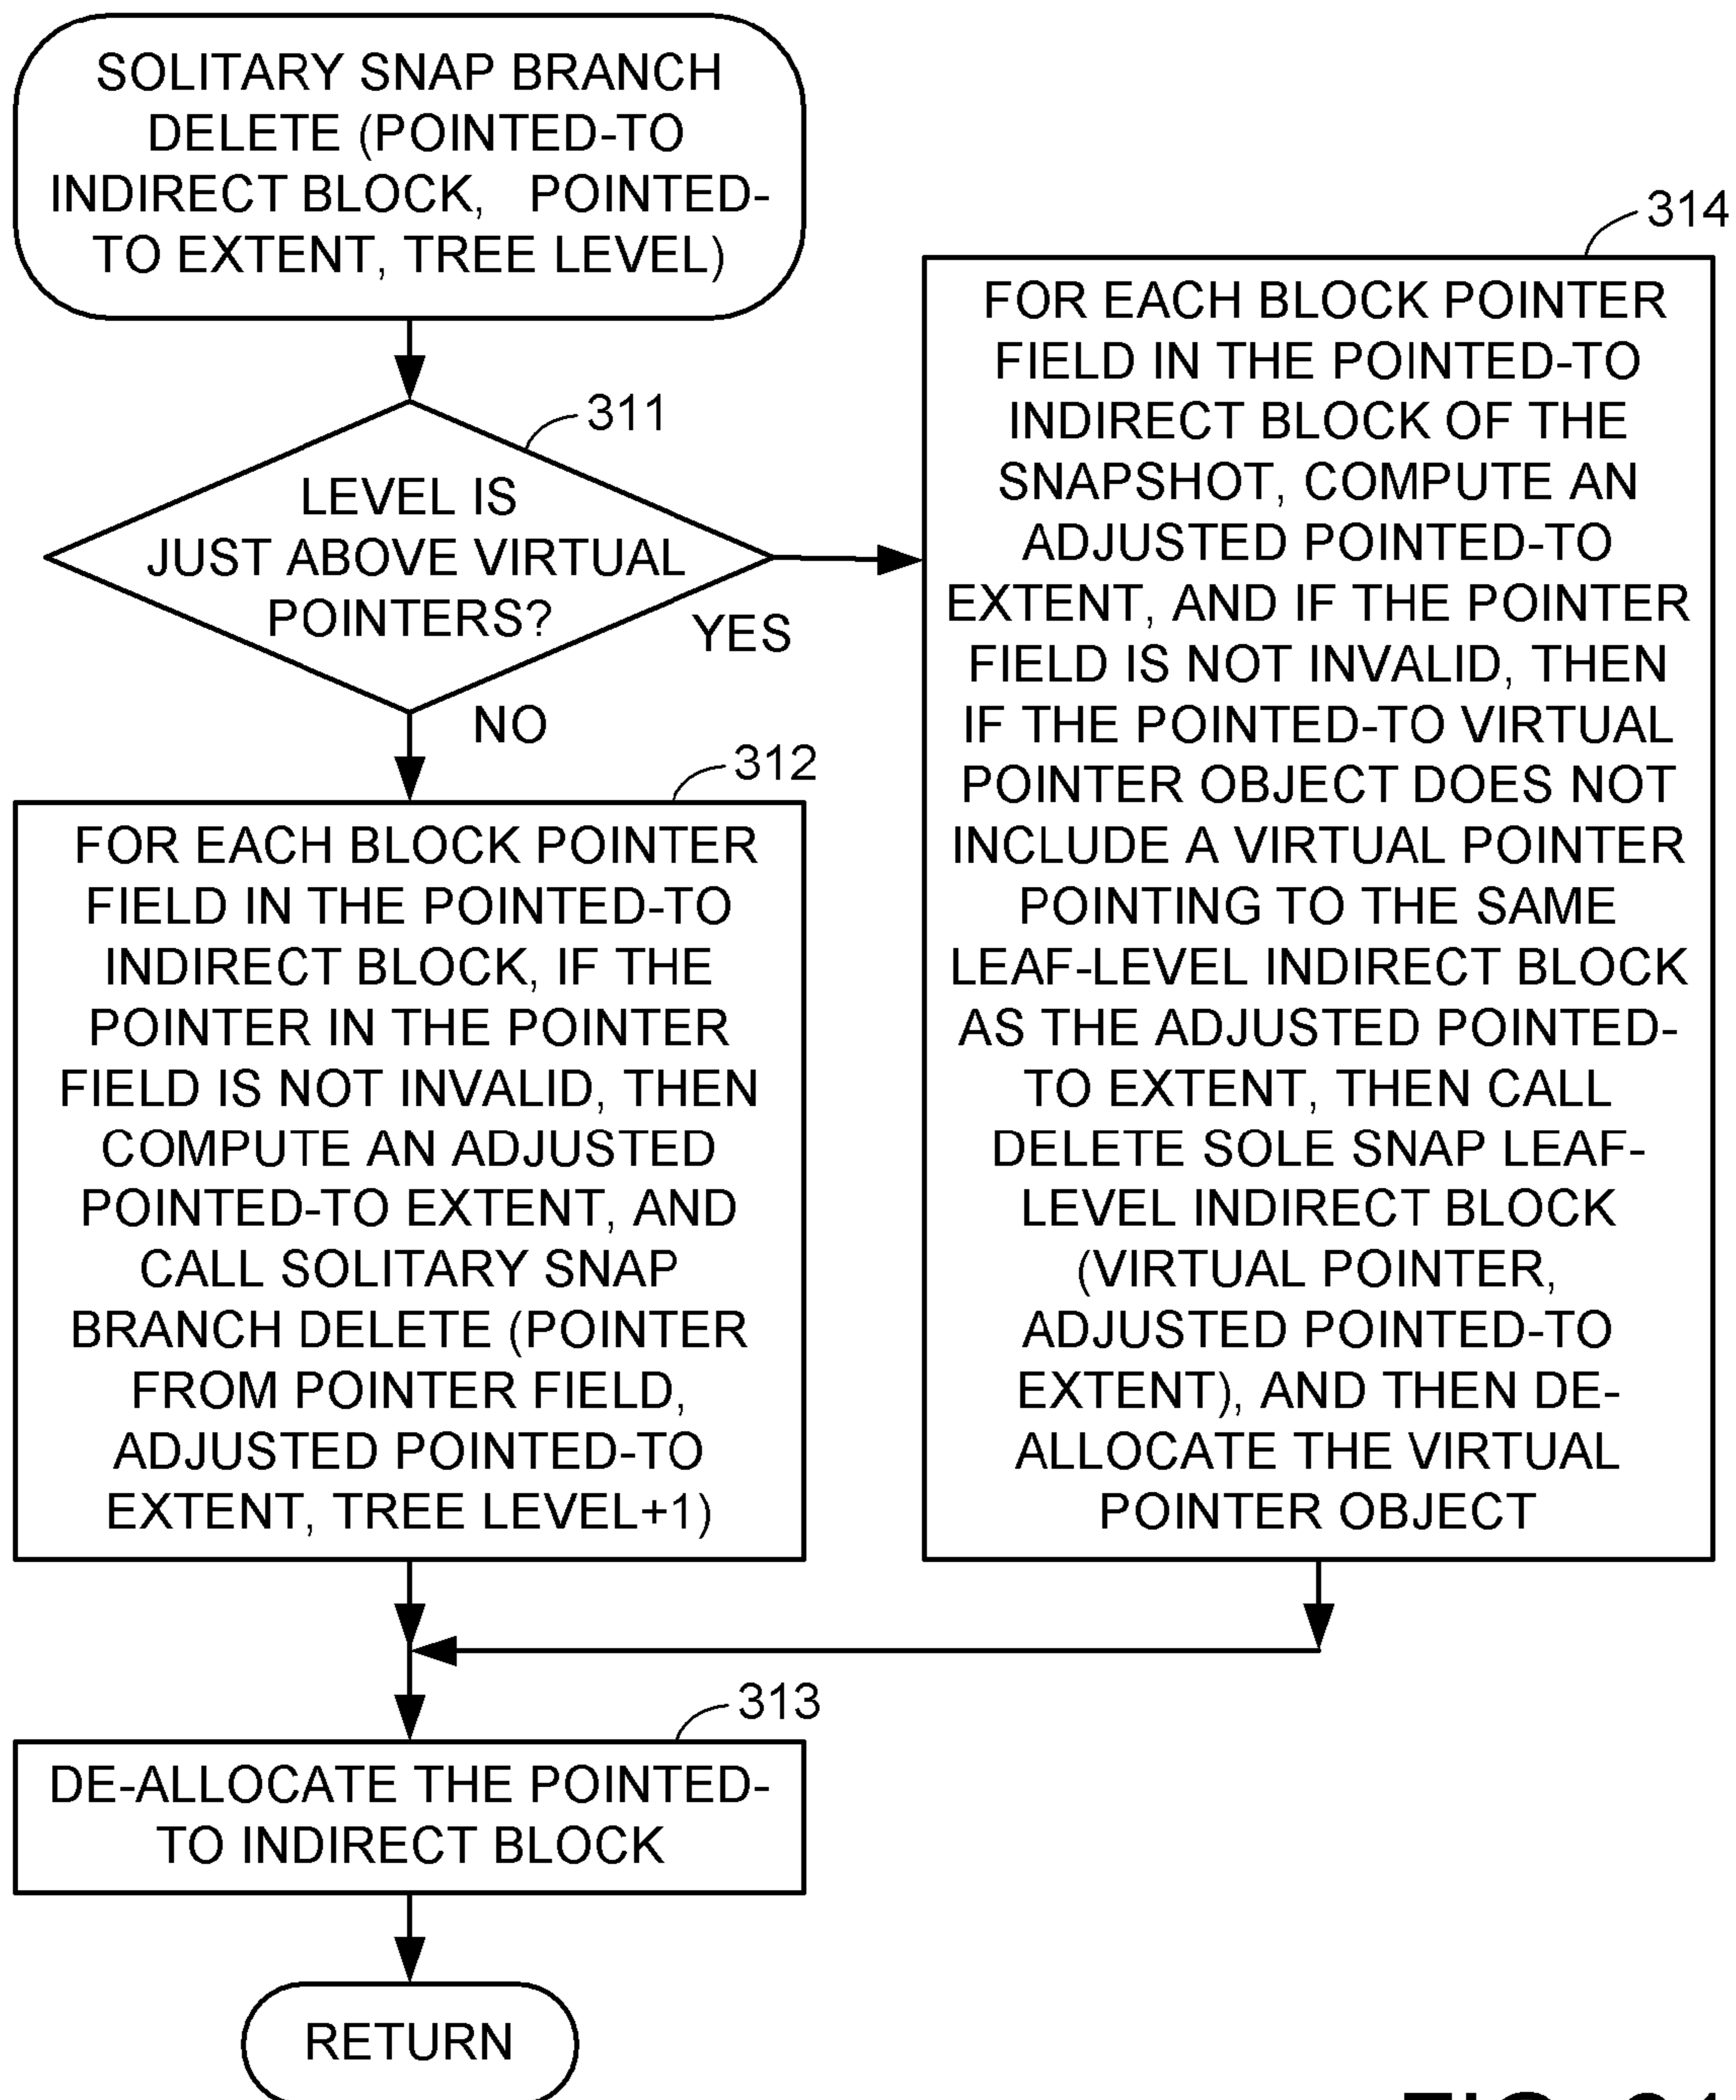 SOLITARY SNAP BRANCH
DELETE (POINTED-TO
INDIRECT BLOCK, POINTED-
TO EXTENT, TREE LEVEL)
311
LEVEL IS
JUST ABOVE VIRTUAL
POINTERS?
YES
NO
312
FOR EACH BLOCK POINTER
FIELD IN THE POINTED-TO
INDIRECT BLOCK, IF THE
POINTER IN THE POINTER
FIELD IS NOT INVALID, THEN
COMPUTE AN ADJUSTED
POINTED-TO EXTENT, AND
CALL SOLITARY SNAP
BRANCH DELETE (POINTER
FROM POINTER FIELD,
ADJUSTED POINTED-TO
EXTENT, TREE LEVEL+1)
314
FOR EACH BLOCK POINTER
FIELD IN THE POINTED-TO
INDIRECT BLOCK OF THE
SNAPSHOT, COMPUTE AN
ADJUSTED POINTED-TO
EXTENT, AND IF THE POINTER
FIELD IS NOT INVALID, THEN
IF THE POINTED-TO VIRTUAL
POINTER OBJECT DOES NOT
INCLUDE A VIRTUAL POINTER
POINTING TO THE SAME
LEAF-LEVEL INDIRECT BLOCK
AS THE ADJUSTED POINTED-
TO EXTENT, THEN CALL
DELETE SOLE SNAP LEAF-
LEVEL INDIRECT BLOCK
(VIRTUAL POINTER,
ADJUSTED POINTED-TO
EXTENT), AND THEN DE-
ALLOCATE THE VIRTUAL
POINTER OBJECT
313
DE-ALLOCATE THE POINTED-
TO INDIRECT BLOCK
RETURN